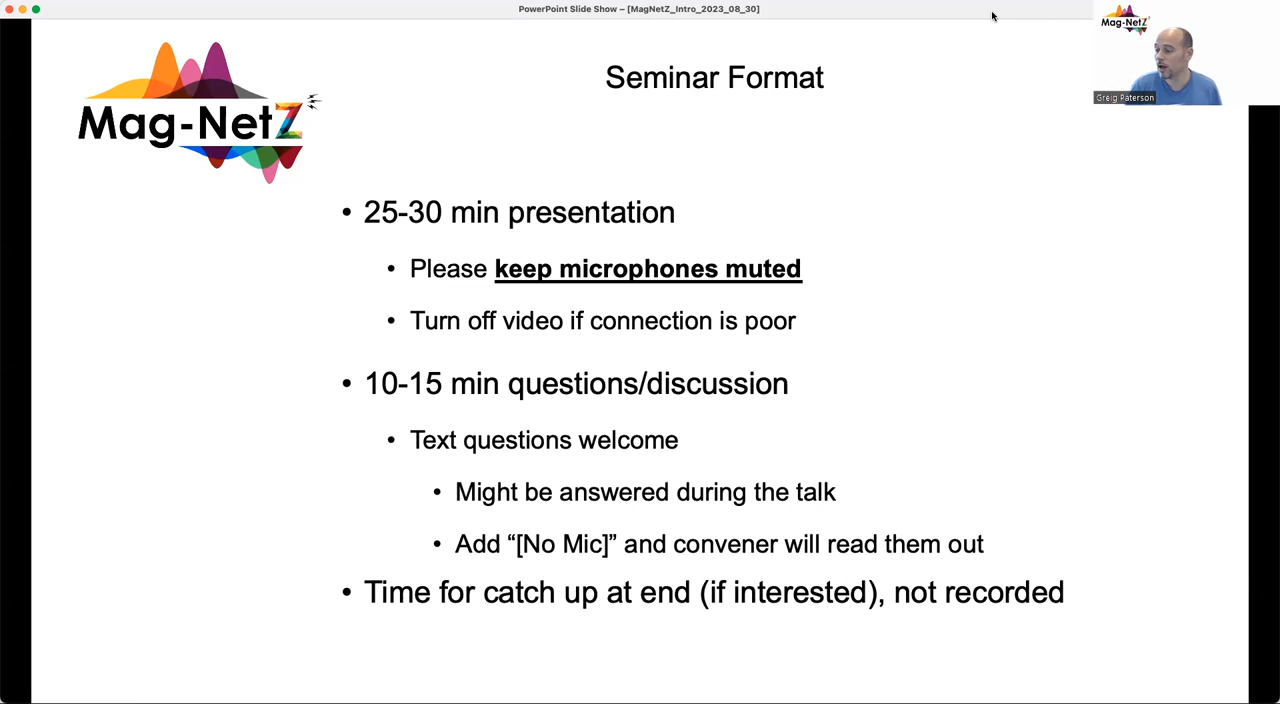 PowerPoint Slide Show – [MagNetZ_Intro_2023_08_30]
Mag-NetZ
Greig Paterson
Mag-NetZ
Seminar Format
• 25-30 min presentation
• Please keep microphones muted
• Turn off video if connection is poor
• 10-15 min questions/discussion
• Text questions welcome
• Might be answered during the talk
• Add “[No Mic]” and convener will read them out
• Time for catch up at end (if interested), not recorded